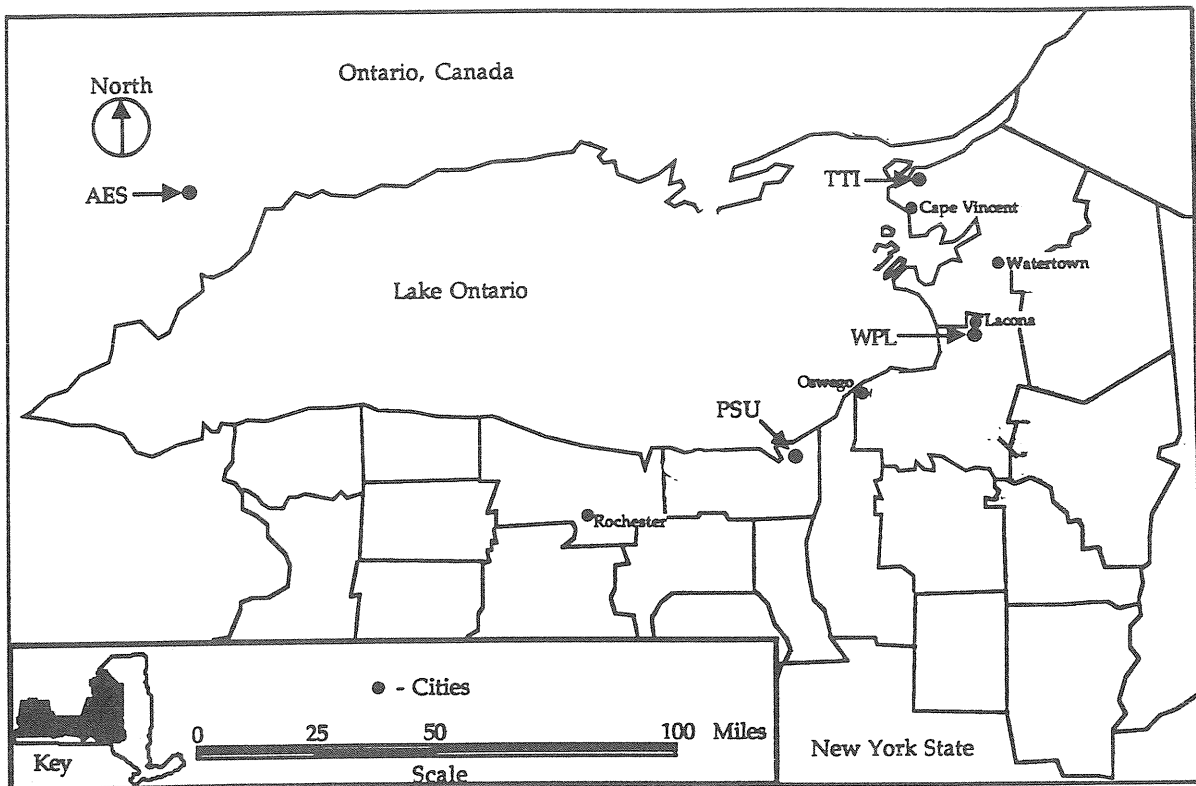 Ontario, Canada
North
AES
TTI
Cape Vincent
Watertown
Lake Ontario
Lacona
WPL
Oswego
PSU
Rochester
- Cities
0 25 50 100 Miles
Scale
Key
New York State